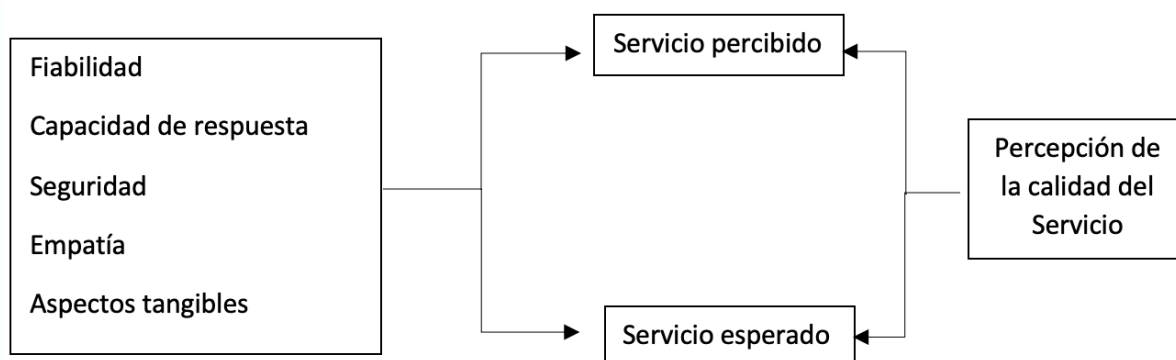 Fiabilidad
Capacidad de respuesta
Seguridad
Empatía
Aspectos tangibles
Servicio percibido
Servicio esperado
Percepción de
la calidad del
Servicio